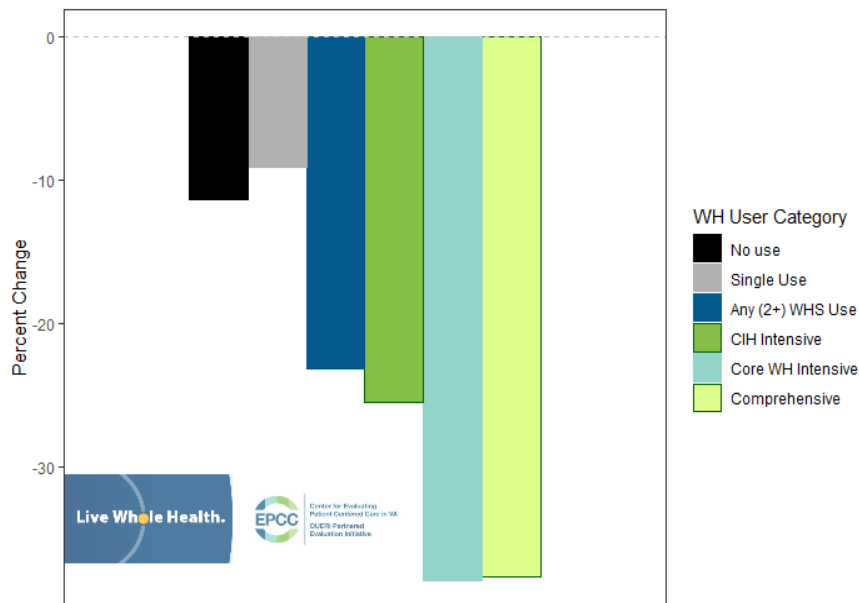 0
-10
-20
-30
Percent Change
WH User Category
No use
Single Use
Any (2+) WHS Use
CIH Intensive
Core WH Intensive
Comprehensive
Live Whole Health.
EPCC
Center for Evaluating
Patient-Centered Care in VA
QUERI Partnered
Evaluation Initiative